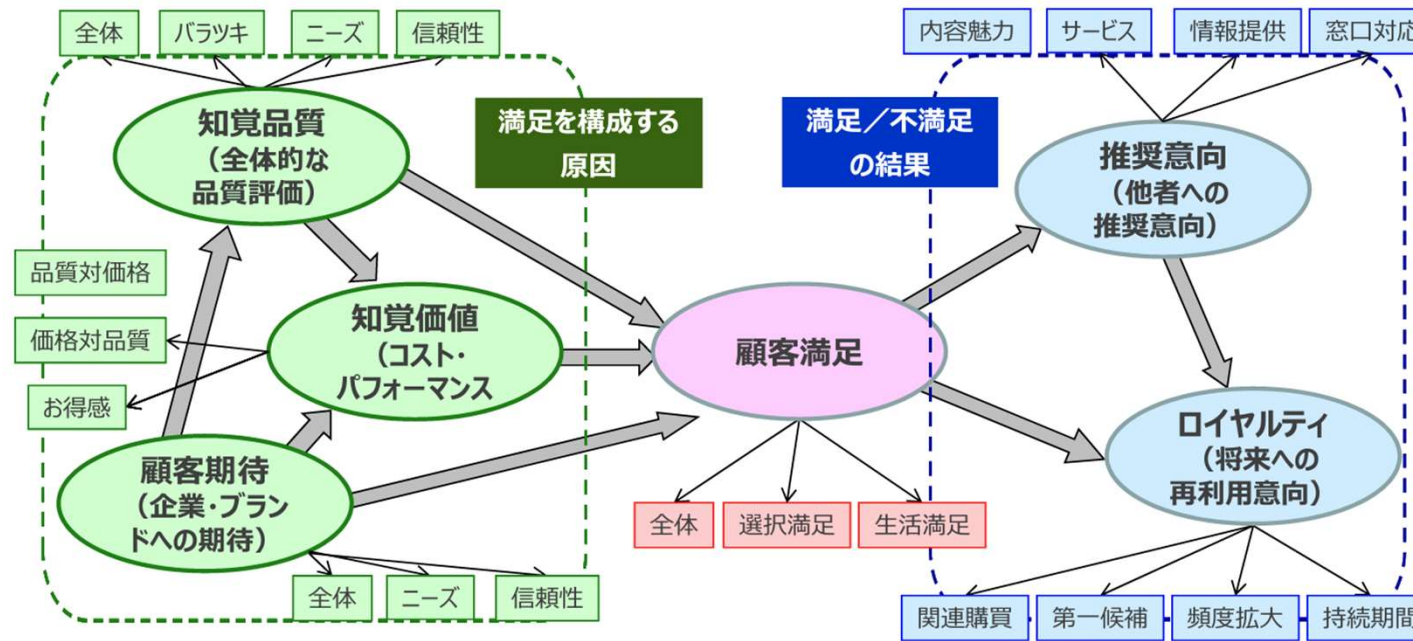 全体
バラツキ
ニーズ
信頼性
内容魅力
サービス
情報提供
窓口対応
知覚品質
（全体的な
品質評価）
満足を構成する
原因
満足／不満足
の結果
推奨意向
（他者への
推奨意向）
品質対価格
価格対品質
お得感
知覚価値
（コスト・
パフォーマンス
顧客満足
顧客期待
（企業・ブラン
ドへの期待）
ロイヤルティ
（将来への
再利用意向）
全体
選択満足
生活満足
全体
ニーズ
信頼性
関連購買
第一候補
頻度拡大
持続期間